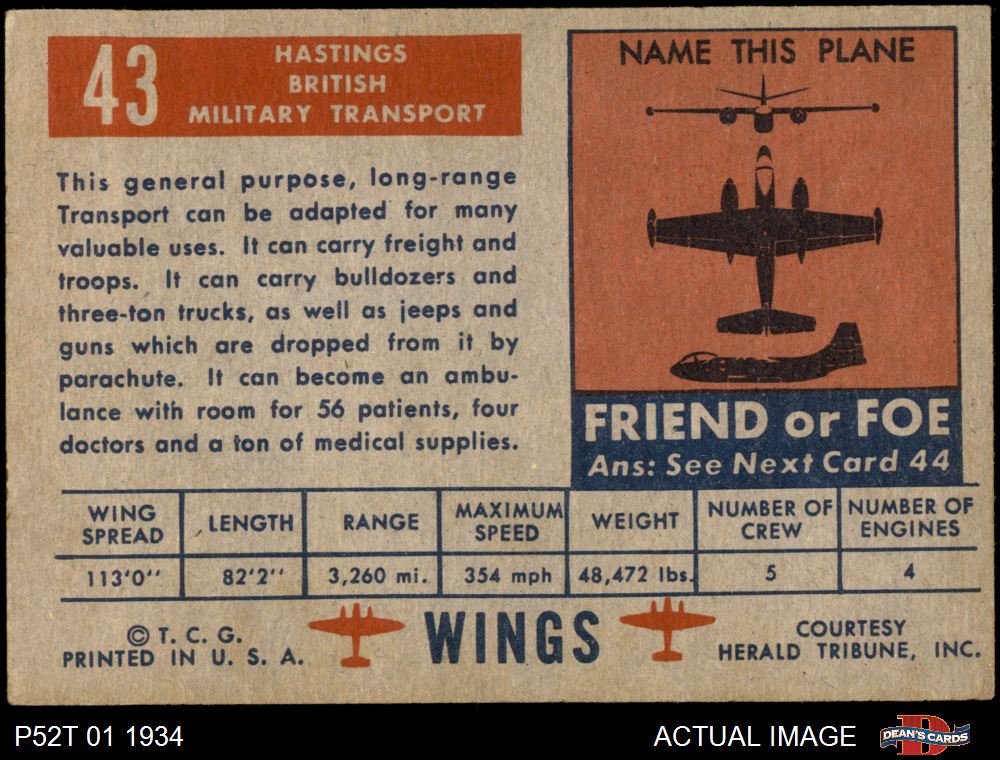 43
HASTINGS
BRITISH
MILITARY TRANSPORT
This general purpose, long-range
Transport can be adapted for many
valuable uses. It can carry freight and
troops. It can carry bulldozers and
three-ton trucks, as well as jeeps and
guns which are dropped from it by
parachute. It can become an ambu-
lance with room for 56 patients, four
doctors and a ton of medical supplies.
NAME THIS PLANE
FRIEND or FOE
Ans: See Next Card 44
WING SPREAD LENGTH RANGE MAXIMUM SPEED WEIGHT NUMBER OF CREW NUMBER OF ENGINES
113'0" 82'2" 3,260 mi. 354 mph 48,472 lbs. 5 4
© T. C. G.
PRINTED IN U. S. A.
WINGS
COURTESY
HERALD TRIBUNE, INC.
P52T 01 1934
ACTUAL IMAGE
D
DEAN'S CARDS